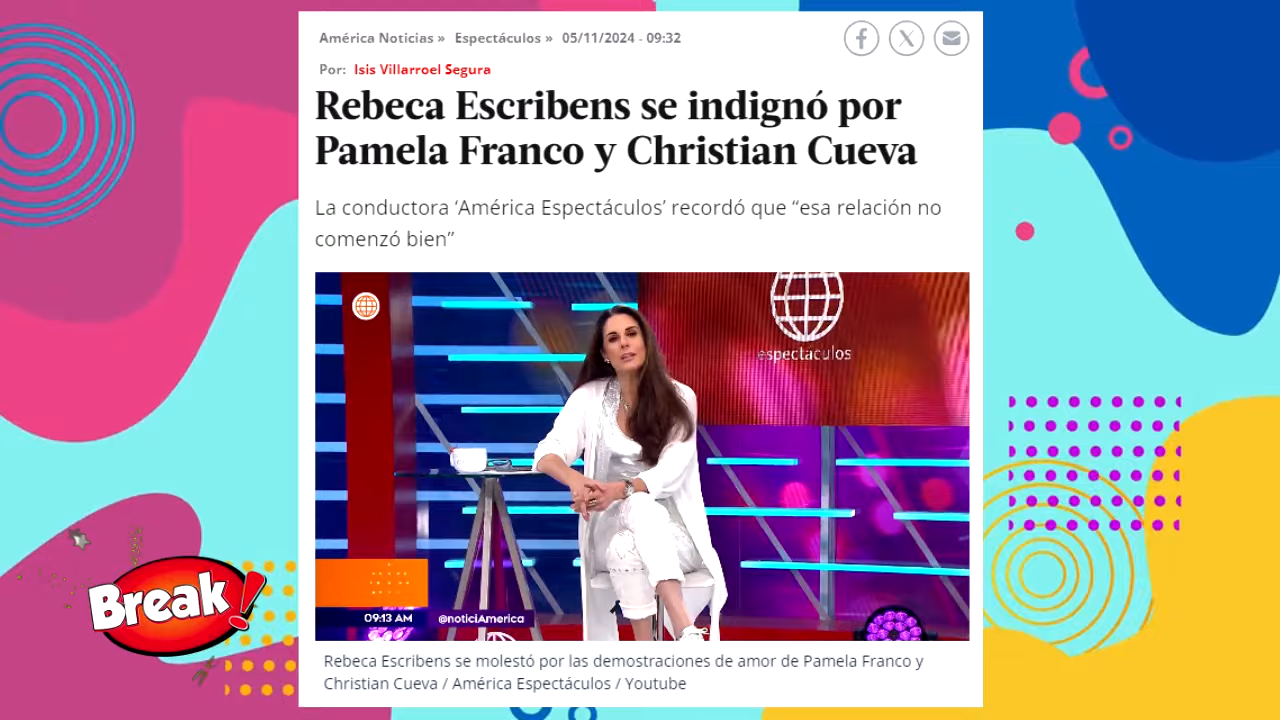 América Noticias » Espectáculos » 05/11/2024 - 09:32
Por: Isis Villarroel Segura
Rebeca Escribens se indignó por
Pamela Franco y Christian Cueva
La conductora ‘América Espectáculos’ recordó que “esa relación no
comenzó bien”
espectáculos
09:13 AM @noticiAmerica
Break!
Rebeca Escribens se molestó por las demostraciones de amor de Pamela Franco y
Christian Cueva / América Espectáculos / Youtube